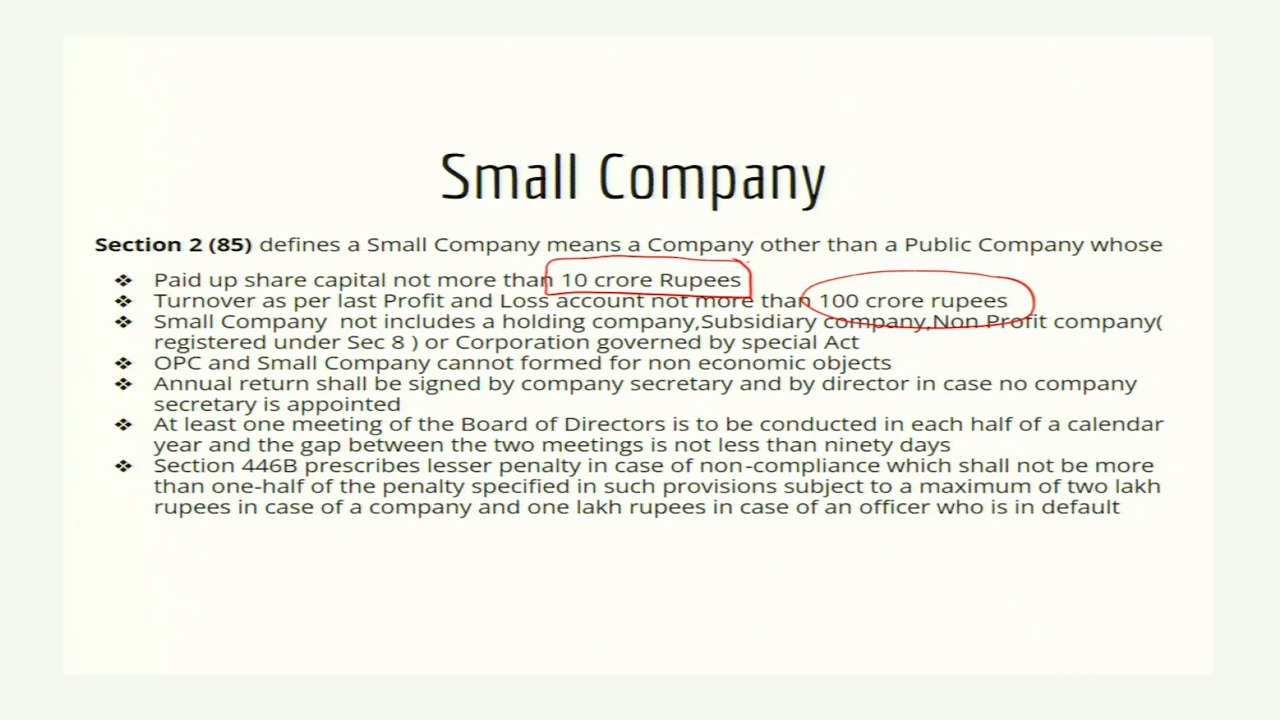 Small Company
Section 2 (85) defines a Small Company means a Company other than a Public Company whose
❖ Paid up share capital not more than 10 crore Rupees
❖ Turnover as per last Profit and Loss account not more than 100 crore rupees
❖ Small Company not includes a holding company,Subsidiary company,Non Profit company(
registered under Sec 8 ) or Corporation governed by special Act
❖ OPC and Small Company cannot formed for non economic objects
❖ Annual return shall be signed by company secretary and by director in case no company
secretary is appointed
❖ At least one meeting of the Board of Directors is to be conducted in each half of a calendar
year and the gap between the two meetings is not less than ninety days
❖ Section 446B prescribes lesser penalty in case of non-compliance which shall not be more
than one-half of the penalty specified in such provisions subject to a maximum of two lakh
rupees in case of a company and one lakh rupees in case of an officer who is in default